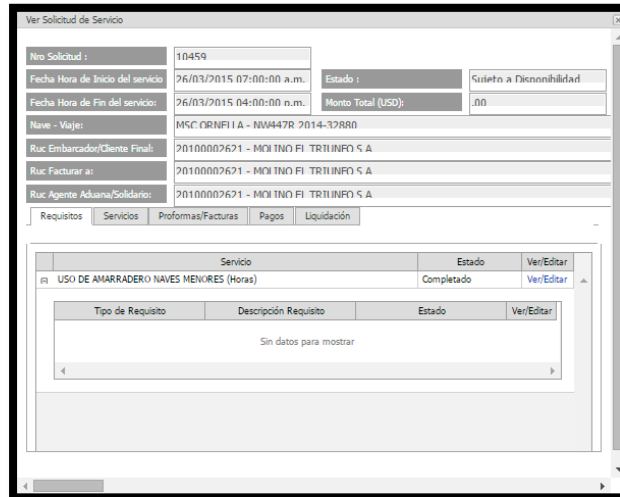 Ver Solicitud de Servicio
Nro Solicitud : 10459
Fecha Hora de Inicio del servicio 26/03/2015 07:00:00 a.m. Estado : Sujeto a Disponibilidad
Fecha Hora de Fin del servicio: 26/03/2015 04:00:00 p.m. Monto Total (USD): .00
Nave - Viaje: MSC ORNELLA - NW447R 2014-32880
Ruc Embarcador/Cliente Final: 20100002621 - MOLINO EL TRIUNFO S A
Ruc Facturar a: 20100002621 - MOLINO EL TRIUNFO S A
Ruc Agente Aduana/Solidario: 20100002621 - MOLINO EL TRIUNFO S A
Requisitos Servicios Proformas/Facturas Pagos Liquidación
Servicio Estado Ver/Editar
USO DE AMARRADERO NAVES MENORES (Horas) Completado Ver/Editar
Tipo de Requisito Descripción Requisito Estado Ver/Editar
Sin datos para mostrar